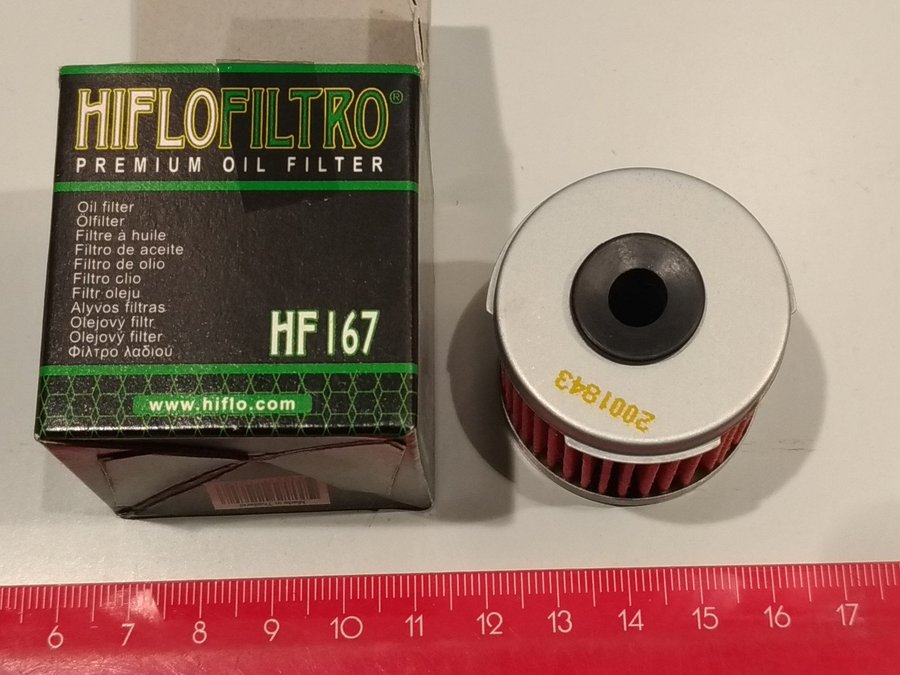 HIFLOFILTRO®
PREMIUM OIL FILTER
Oil filter
Ölfilter
Filtre à huile
Filtro de aceite
Filtro de olio
Filtro clio
Filtr oleju
Alyvos filtras
Olejový filtr.
Olejový filter
Φίλτρο λαδιού
HF167
www.hiflo.com
2001843
6 7 8 9 10 11 12 13 14 15 16 17